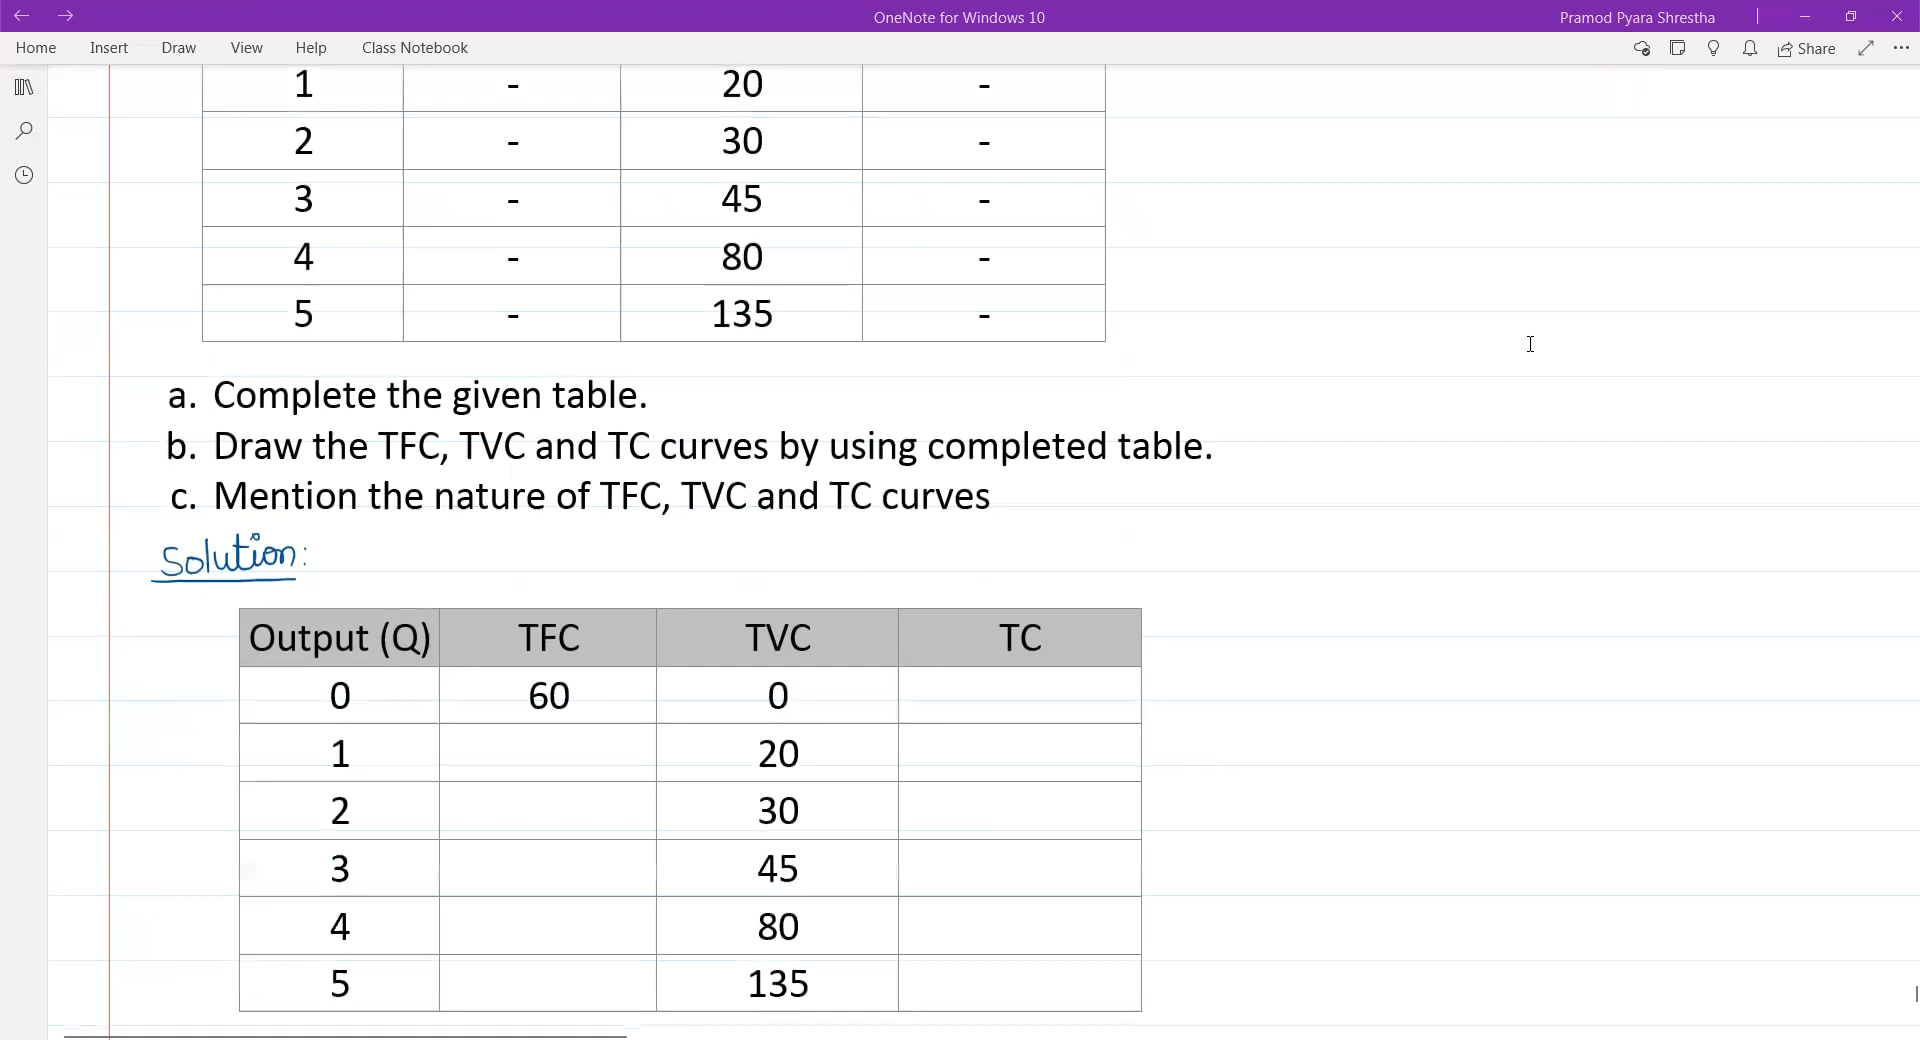 OneNote for Windows 10
Pramod Pyara Shrestha
Home Insert Draw View Help Class Notebook Share
1 - 20 -
2 - 30 -
3 - 45 -
4 - 80 -
5 - 135 -
a. Complete the given table.
b. Draw the TFC, TVC and TC curves by using completed table.
c. Mention the nature of TFC, TVC and TC curves
Solution:
Output (Q) TFC TVC TC
0 60 0
1 20
2 30
3 45
4 80
5 135